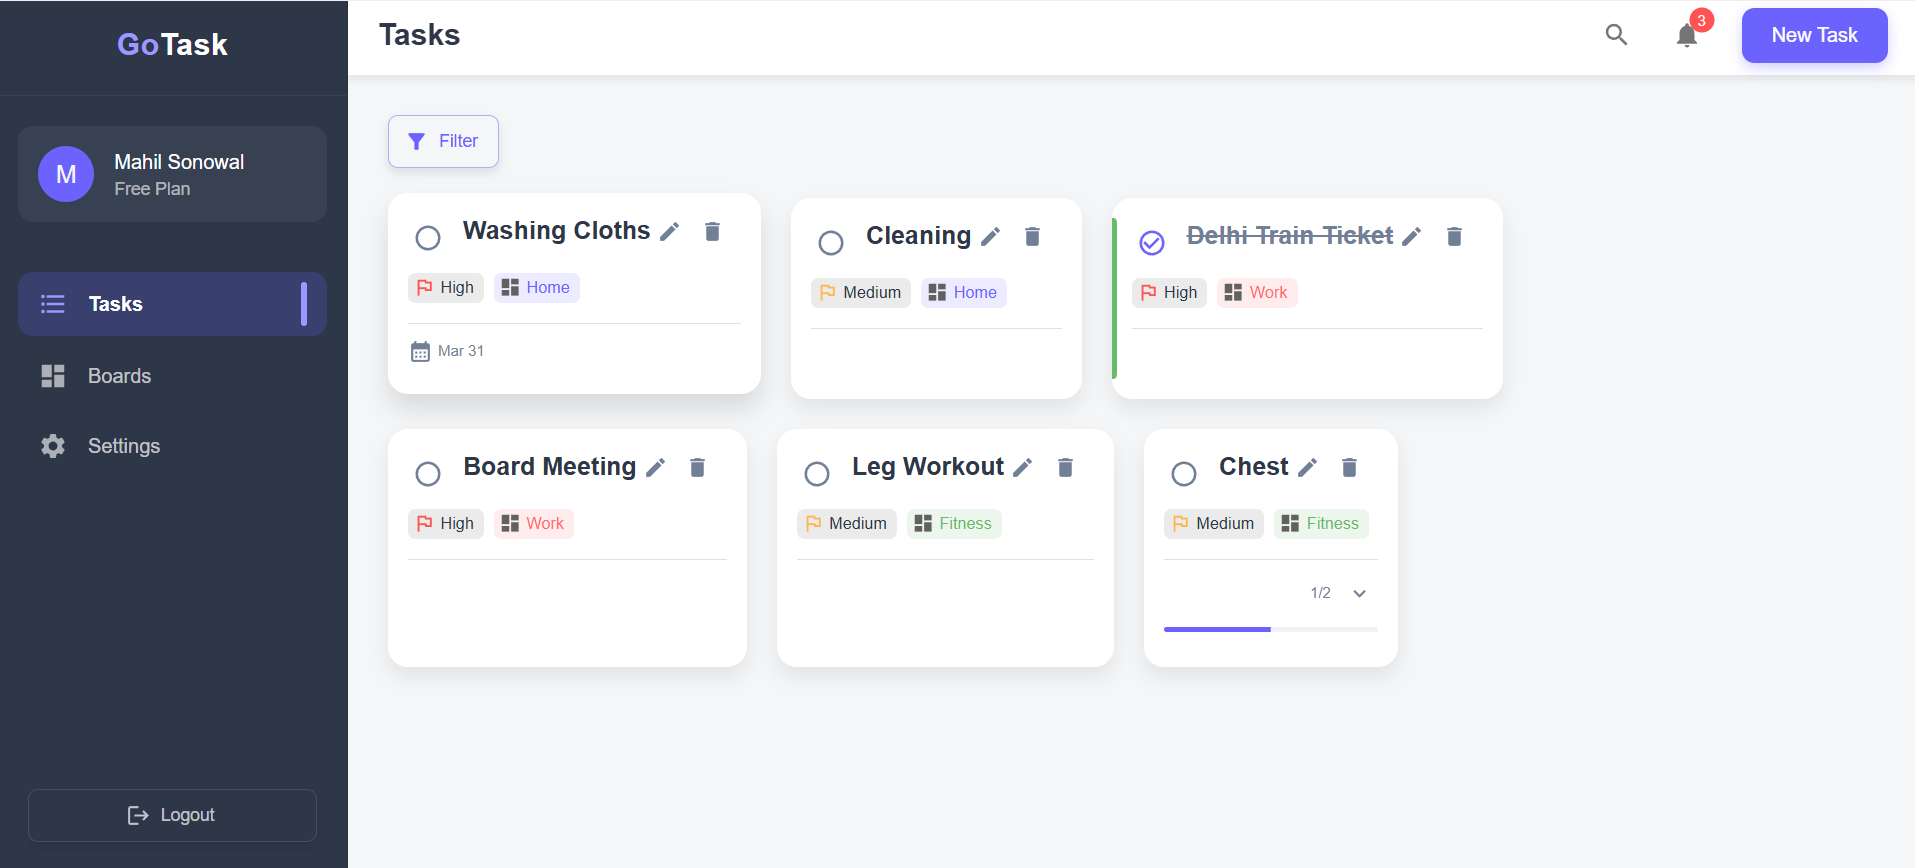 GoTask
Tasks
3
New Task
M
Mahil Sonowal
Free Plan
Tasks
Boards
Settings
Logout
Filter
Washing Cloths
High
Home
Mar 31
Cleaning
Medium
Home
Delhi Train Ticket
High
Work
Board Meeting
High
Work
Leg Workout
Medium
Fitness
Chest
Medium
Fitness
1/2